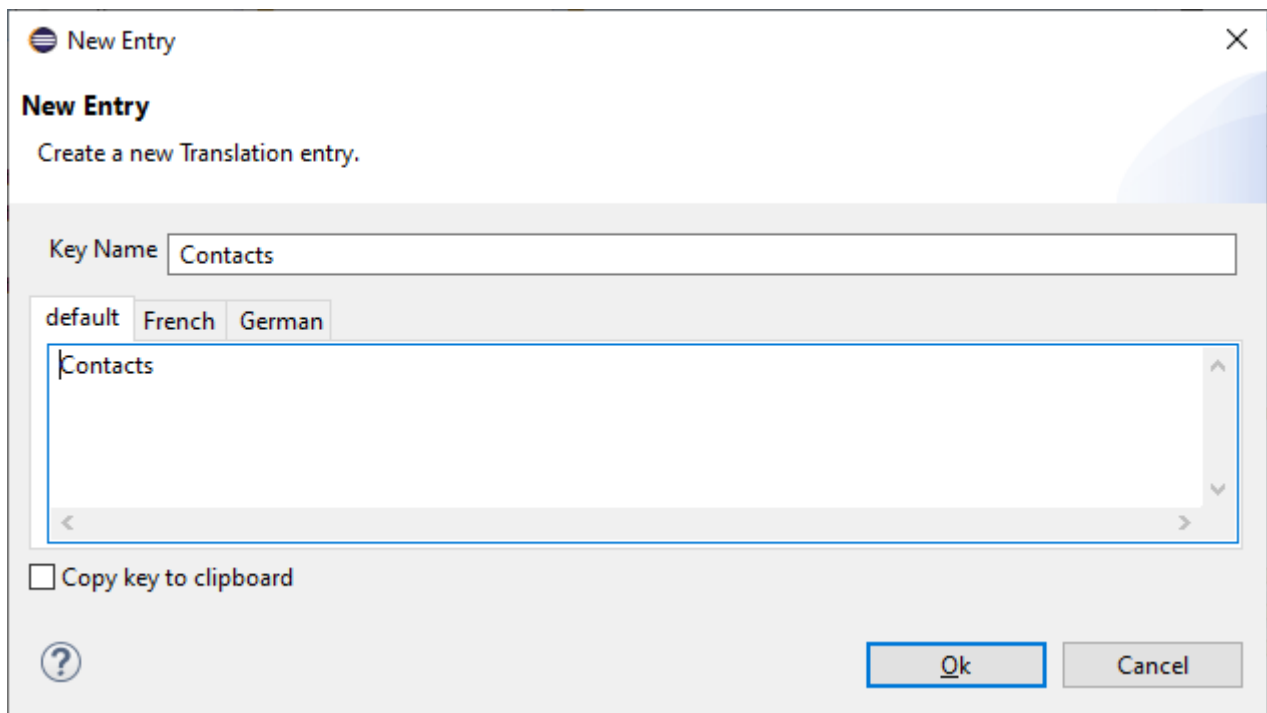 New Entry
New Entry
Create a new Translation entry.
Key Name Contacts
default French German
Contacts
Copy key to clipboard
Ok Cancel